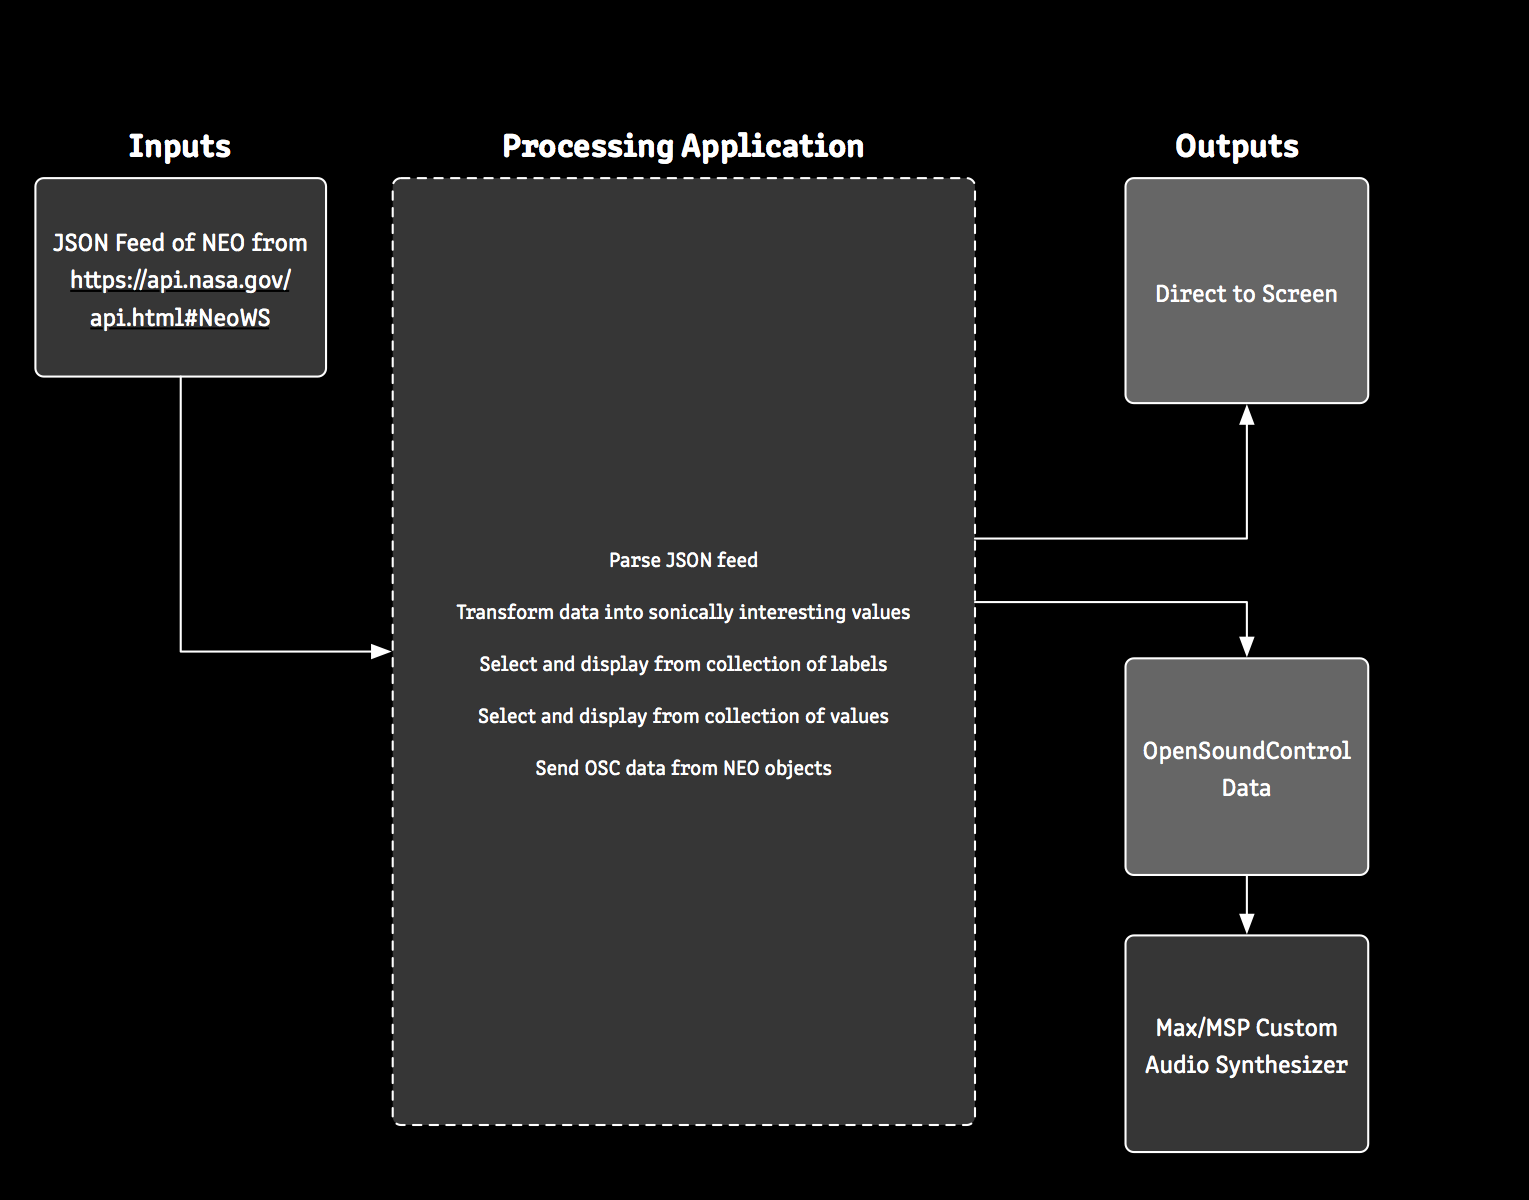 Inputs
Processing Application
Outputs
JSON Feed of NEO from
https://api.nasa.gov/
api.html#NeoWS
Parse JSON feed
Transform data into sonically interesting values
Select and display from collection of labels
Select and display from collection of values
Send OSC data from NEO objects
Direct to Screen
OpenSoundControl
Data
Max/MSP Custom
Audio Synthesizer